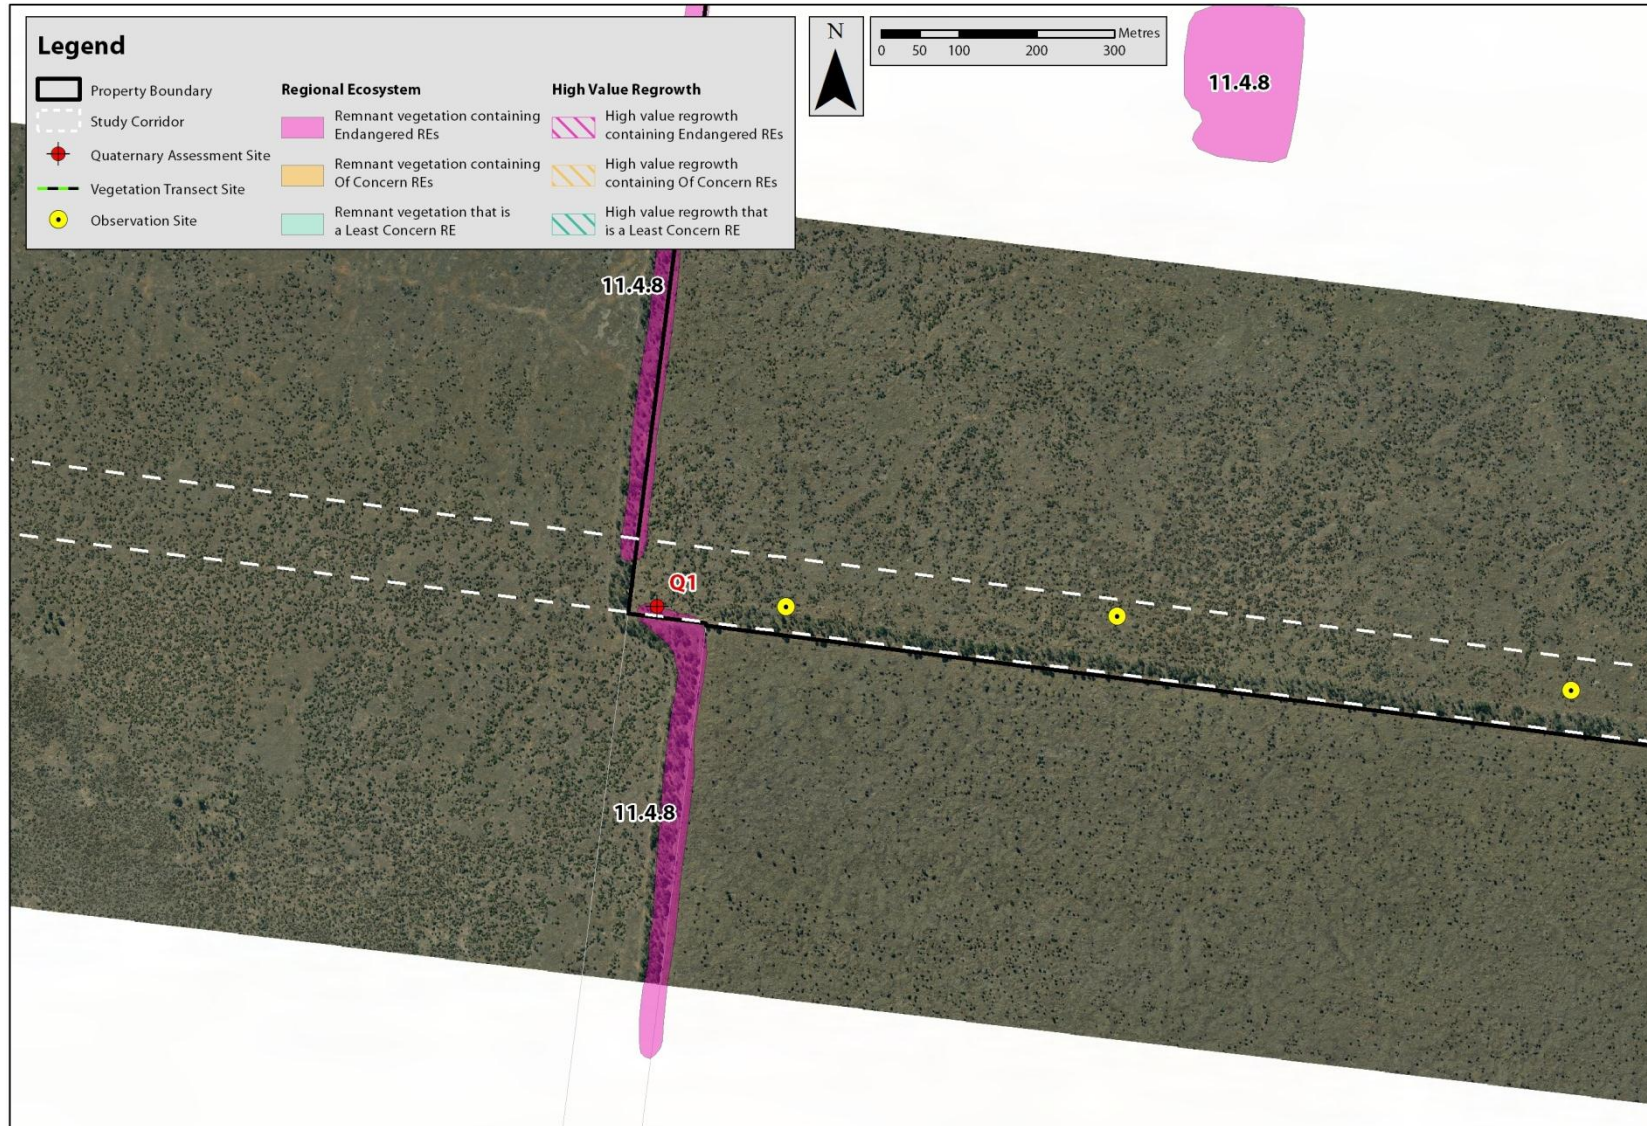 Legend
Property Boundary
Study Corridor
Quaternary Assessment Site
Vegetation Transect Site
Observation Site
Regional Ecosystem
Remnant vegetation containing
Endangered REs
Remnant vegetation containing
Of Concern REs
Remnant vegetation that is
a Least Concern RE
High Value Regrowth
High value regrowth
containing Endangered REs
High value regrowth
containing Of Concern REs
High value regrowth that
is a Least Concern RE
N
Metres
0 50 100 200 300
11.4.8
11.4.8
Q1
11.4.8